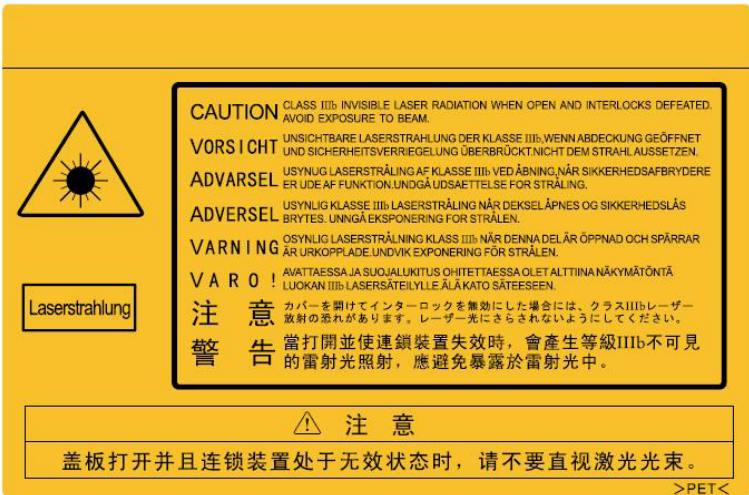 CAUTION CLASS IIIb INVISIBLE LASER RADIATION WHEN OPEN AND INTERLOCKS DEFEATED.
AVOID EXPOSURE TO BEAM.
VORSICHT UNSICHTBARE LASERSTRAHLUNG DER KLASSE IIIb,WENN ABDECKUNG GEÖFFNET
UND SICHERHEITSVERRIEGELUNG ÜBERBRÜCKT.NICHT DEM STRAHL AUSSETZEN.
ADVARSEL USYNUG LASERSTRÅLING AF KLASSE IIIb VED ÅBNING,NÅR SIKKERHEDSAFBRYDERE
ER UDE AF FUNKTION.UNDGÅ UDSAETTELSE FOR STRÅLING.
ADVERSEL USYNLIG KLASSE IIIb LASERSTRÅLING NÅR DEKSEL ÅPNES OG SIKKERHEDSLÅS
BRYTES. UNNGÅ EKSPONERING FOR STRÅLEN.
VARNING OSYNLIG LASERSTRÅLNING KLASS IIIb NÄR DENNA DEL ÄR ÖPPNAD OCH SPÄRRAR
ÄR URKOPPLADE.UNDVIK EXPONERING FÖR STRÅLEN.
VARO! AVATTAESSA JA SUOJALUKITUS OHITETTAESSA OLET ALTTIINA NÄKYMÄTÖNTÄ
LUOKAN IIIb LASERSÄTEILYLLE.ÄLÄ KATO SÄTEESEEN.
Laserstrahlung
注 意 カバーを開けてインターロックを無効にした場合には、クラスIIIbレーザー
放射の恐れがあります。レーザー光にさらされないようにしてください。
警 告 當打開並使連鎖裝置失效時，會產生等級IIIb不可見
的雷射光照射，應避免暴露於雷射光中。
⚠ 注 意
盖板打开并且连锁装置处于无效状态时，请不要直视激光光束。
>PET<